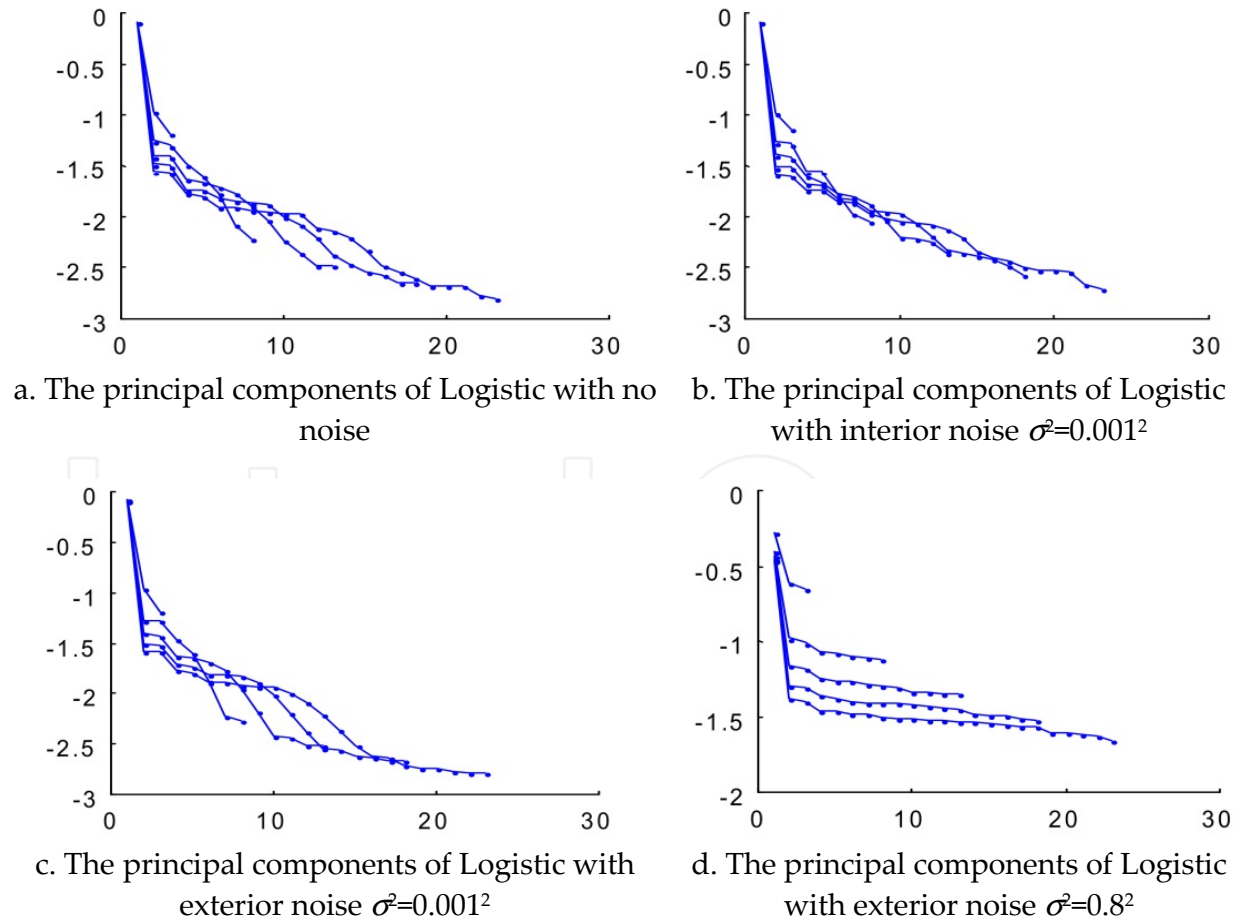 0
-0.5
-1
-1.5
-2
-2.5
-3
0 10 20 30
a. The principal components of Logistic with no
noise
0
-0.5
-1
-1.5
-2
-2.5
-3
0 10 20 30
b. The principal components of Logistic
with interior noise σ²=0.001²
0
-0.5
-1
-1.5
-2
-2.5
-3
0 10 20 30
c. The principal components of Logistic with
exterior noise σ²=0.001²
0
-0.5
-1
-1.5
-2
0 10 20 30
d. The principal components of Logistic
with exterior noise σ²=0.8²